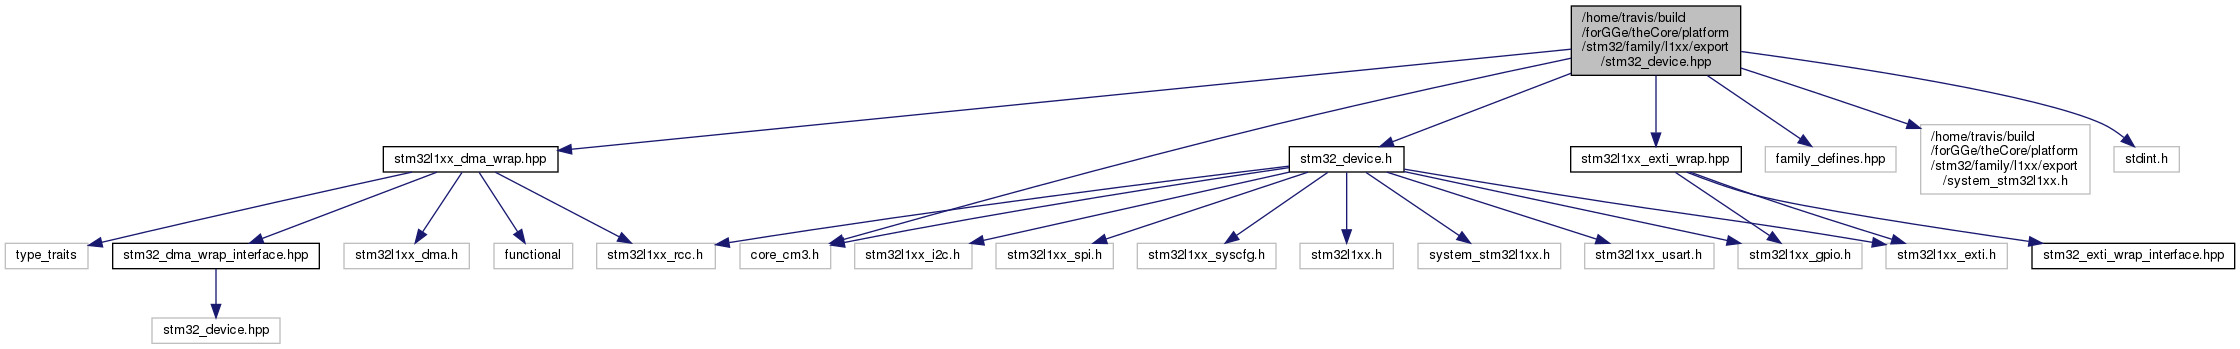 /home/travis/build
/forGGe/theCore/platform
/stm32/family/l1xx/export
/stm32_device.hpp
stm32l1xx_dma_wrap.hpp
stm32_device.h
stm32l1xx_exti_wrap.hpp
family_defines.hpp
/home/travis/build
/forGGe/theCore/platform
/stm32/family/l1xx/export
/system_stm32l1xx.h
stdint.h
type_traits
stm32_dma_wrap_interface.hpp
stm32l1xx_dma.h
functional
stm32l1xx_rcc.h
core_cm3.h
stm32l1xx_i2c.h
stm32l1xx_spi.h
stm32l1xx_syscfg.h
stm32l1xx.h
system_stm32l1xx.h
stm32l1xx_usart.h
stm32l1xx_gpio.h
stm32l1xx_exti.h
stm32_exti_wrap_interface.hpp
stm32_device.hpp